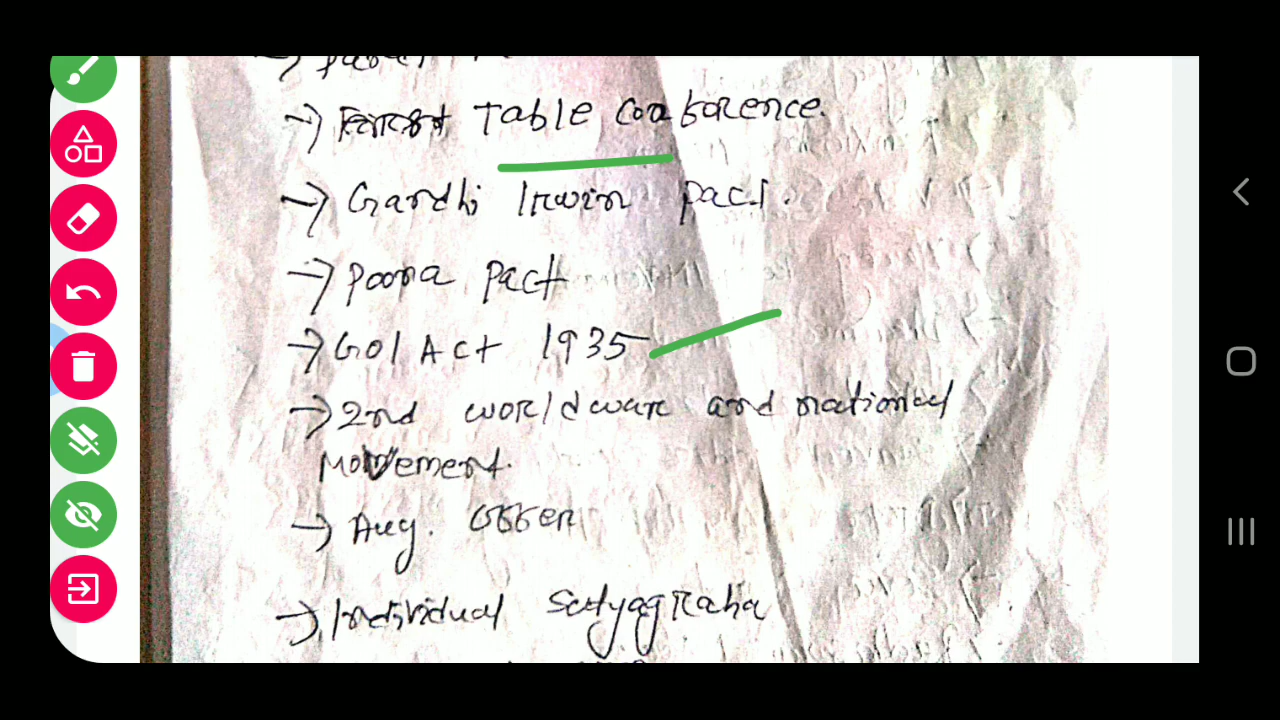 → First Table Conference.
→ Gandhi Irwin Pact.
→ Poona Pact
→ GOI Act 1935
→ 2nd world war and national
Movement.
→ Aug. Offer
→ Individual Satyagraha